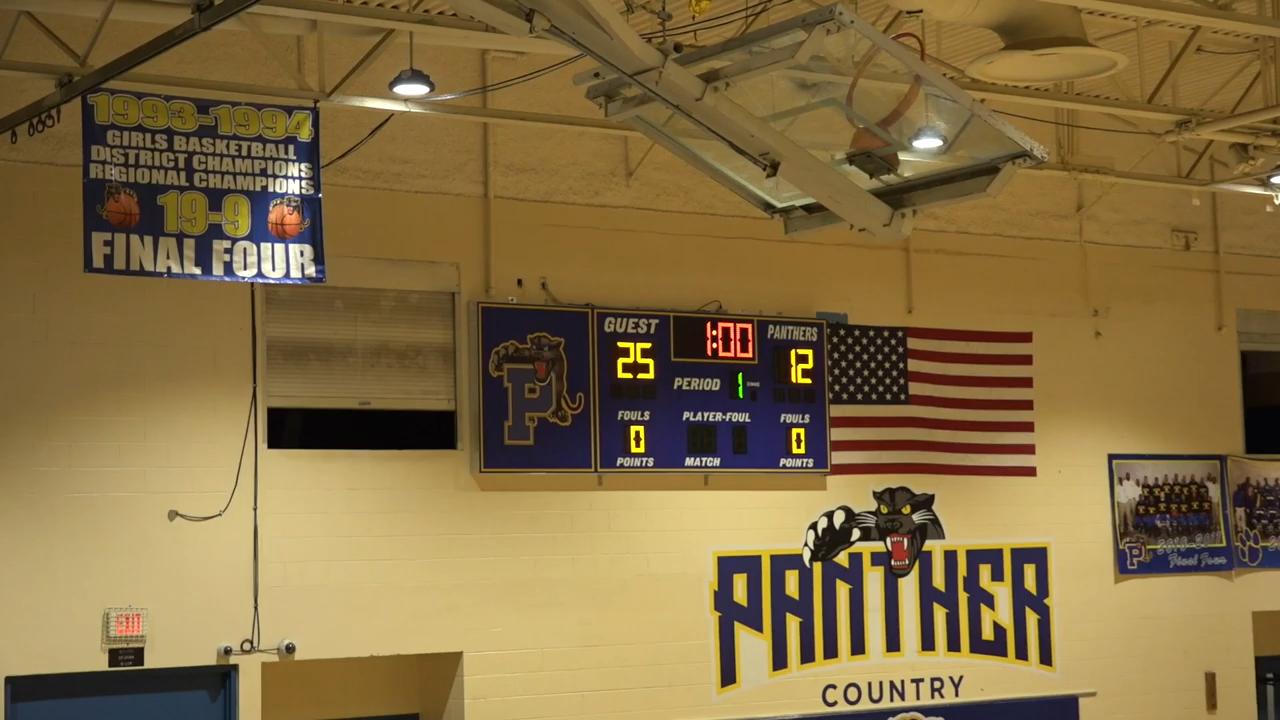 1993-1994
GIRLS BASKETBALL
DISTRICT CHAMPIONS
REGIONAL CHAMPIONS
19-9
FINAL FOUR
GUEST
1:00
PANTHERS
25
12
PERIOD
1
FOULS
PLAYER-FOUL
FOULS
0
0
POINTS
MATCH
POINTS
P
PANTHER
COUNTRY
EXIT
P
Final Four